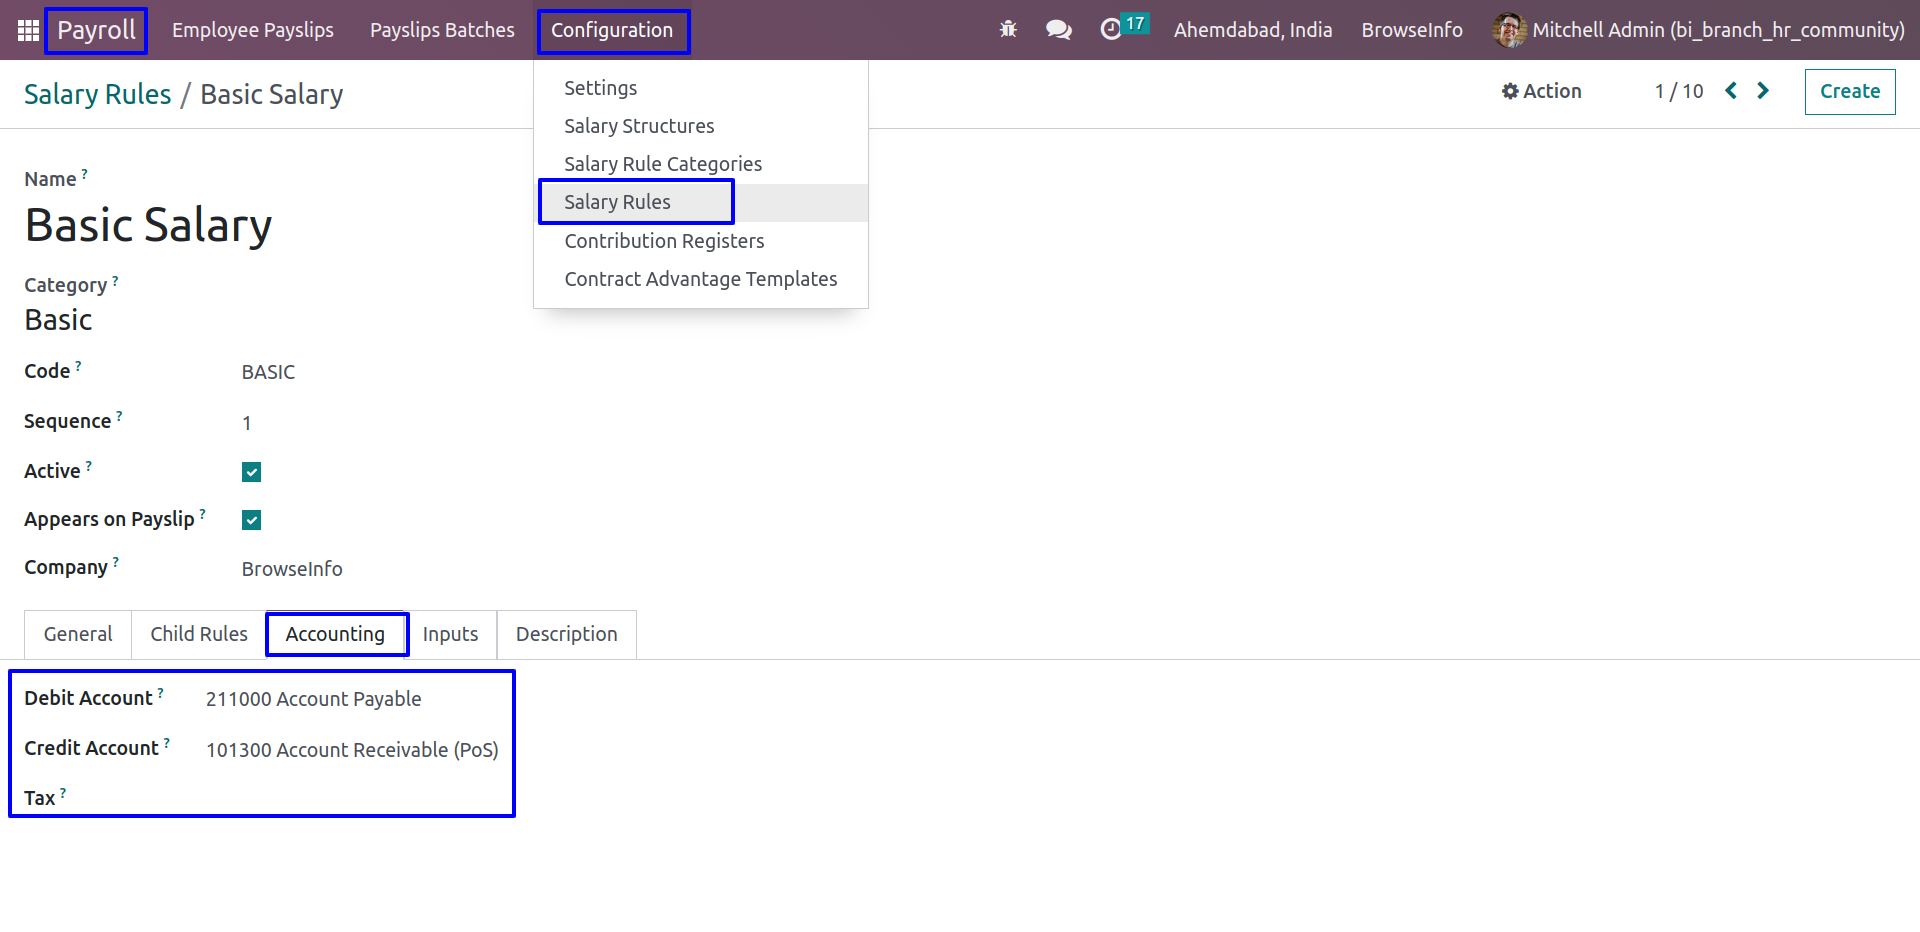 Payroll Employee Payslips Payslips Batches Configuration 17 Ahemdabad, India BrowseInfo Mitchell Admin (bi_branch_hr_community)
Salary Rules / Basic Salary
Settings
Salary Structures
Salary Rule Categories
Salary Rules
Contribution Registers
Contract Advantage Templates
Action 1 / 10 Create
Name ?
Basic Salary
Category ?
Basic
Code ? BASIC
Sequence ? 1
Active ?
Appears on Payslip ?
Company ? BrowseInfo
General Child Rules Accounting Inputs Description
Debit Account ? 211000 Account Payable
Credit Account ? 101300 Account Receivable (PoS)
Tax ?